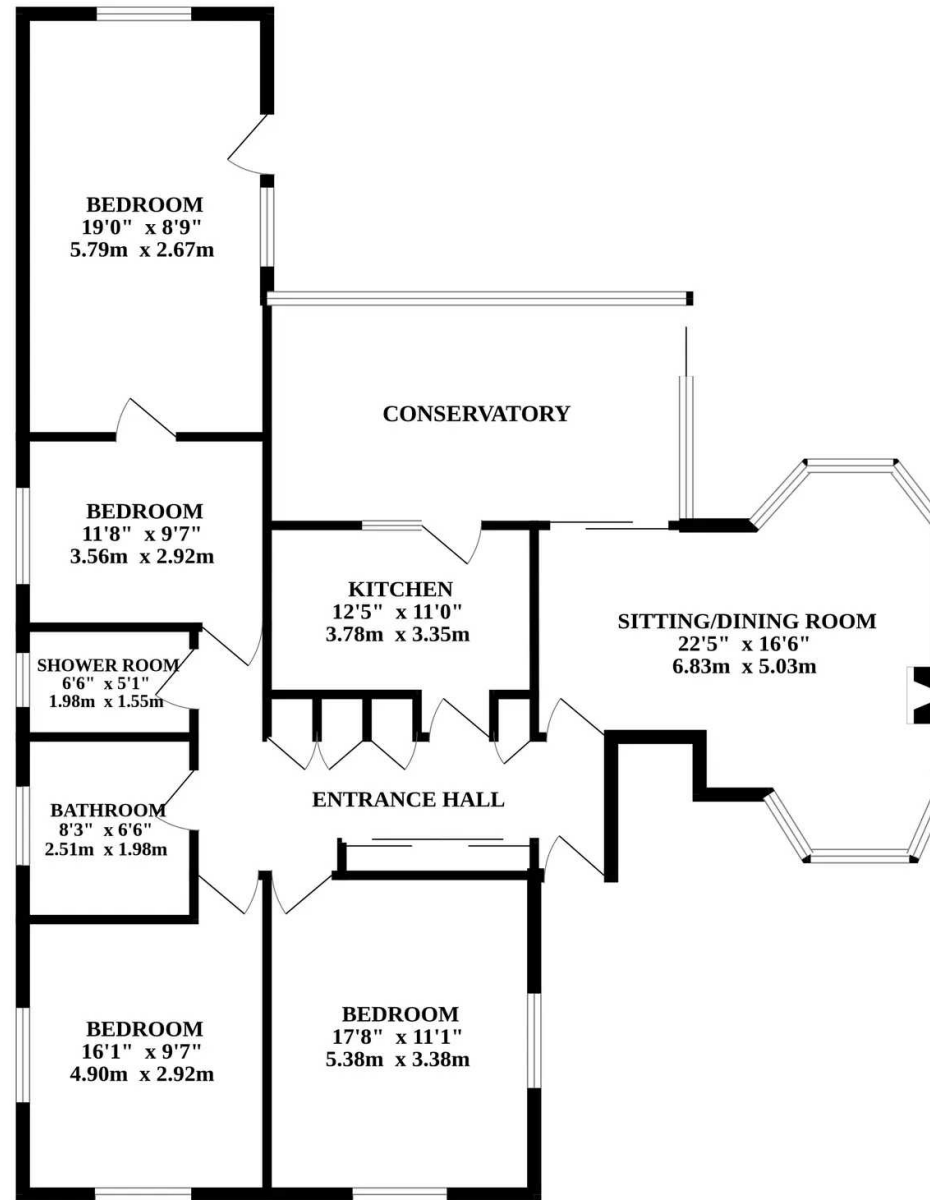 BEDROOM
19'0" x 8'9"
5.79m x 2.67m
CONSERVATORY
BEDROOM
11'8" x 9'7"
3.56m x 2.92m
KITCHEN
12'5" x 11'0"
3.78m x 3.35m
SITTING/DINING ROOM
22'5" x 16'6"
6.83m x 5.03m
SHOWER ROOM
6'6" x 5'1"
1.98m x 1.55m
BATHROOM
8'3" x 6'6"
2.51m x 1.98m
ENTRANCE HALL
BEDROOM
16'1" x 9'7"
4.90m x 2.92m
BEDROOM
17'8" x 11'1"
5.38m x 3.38m